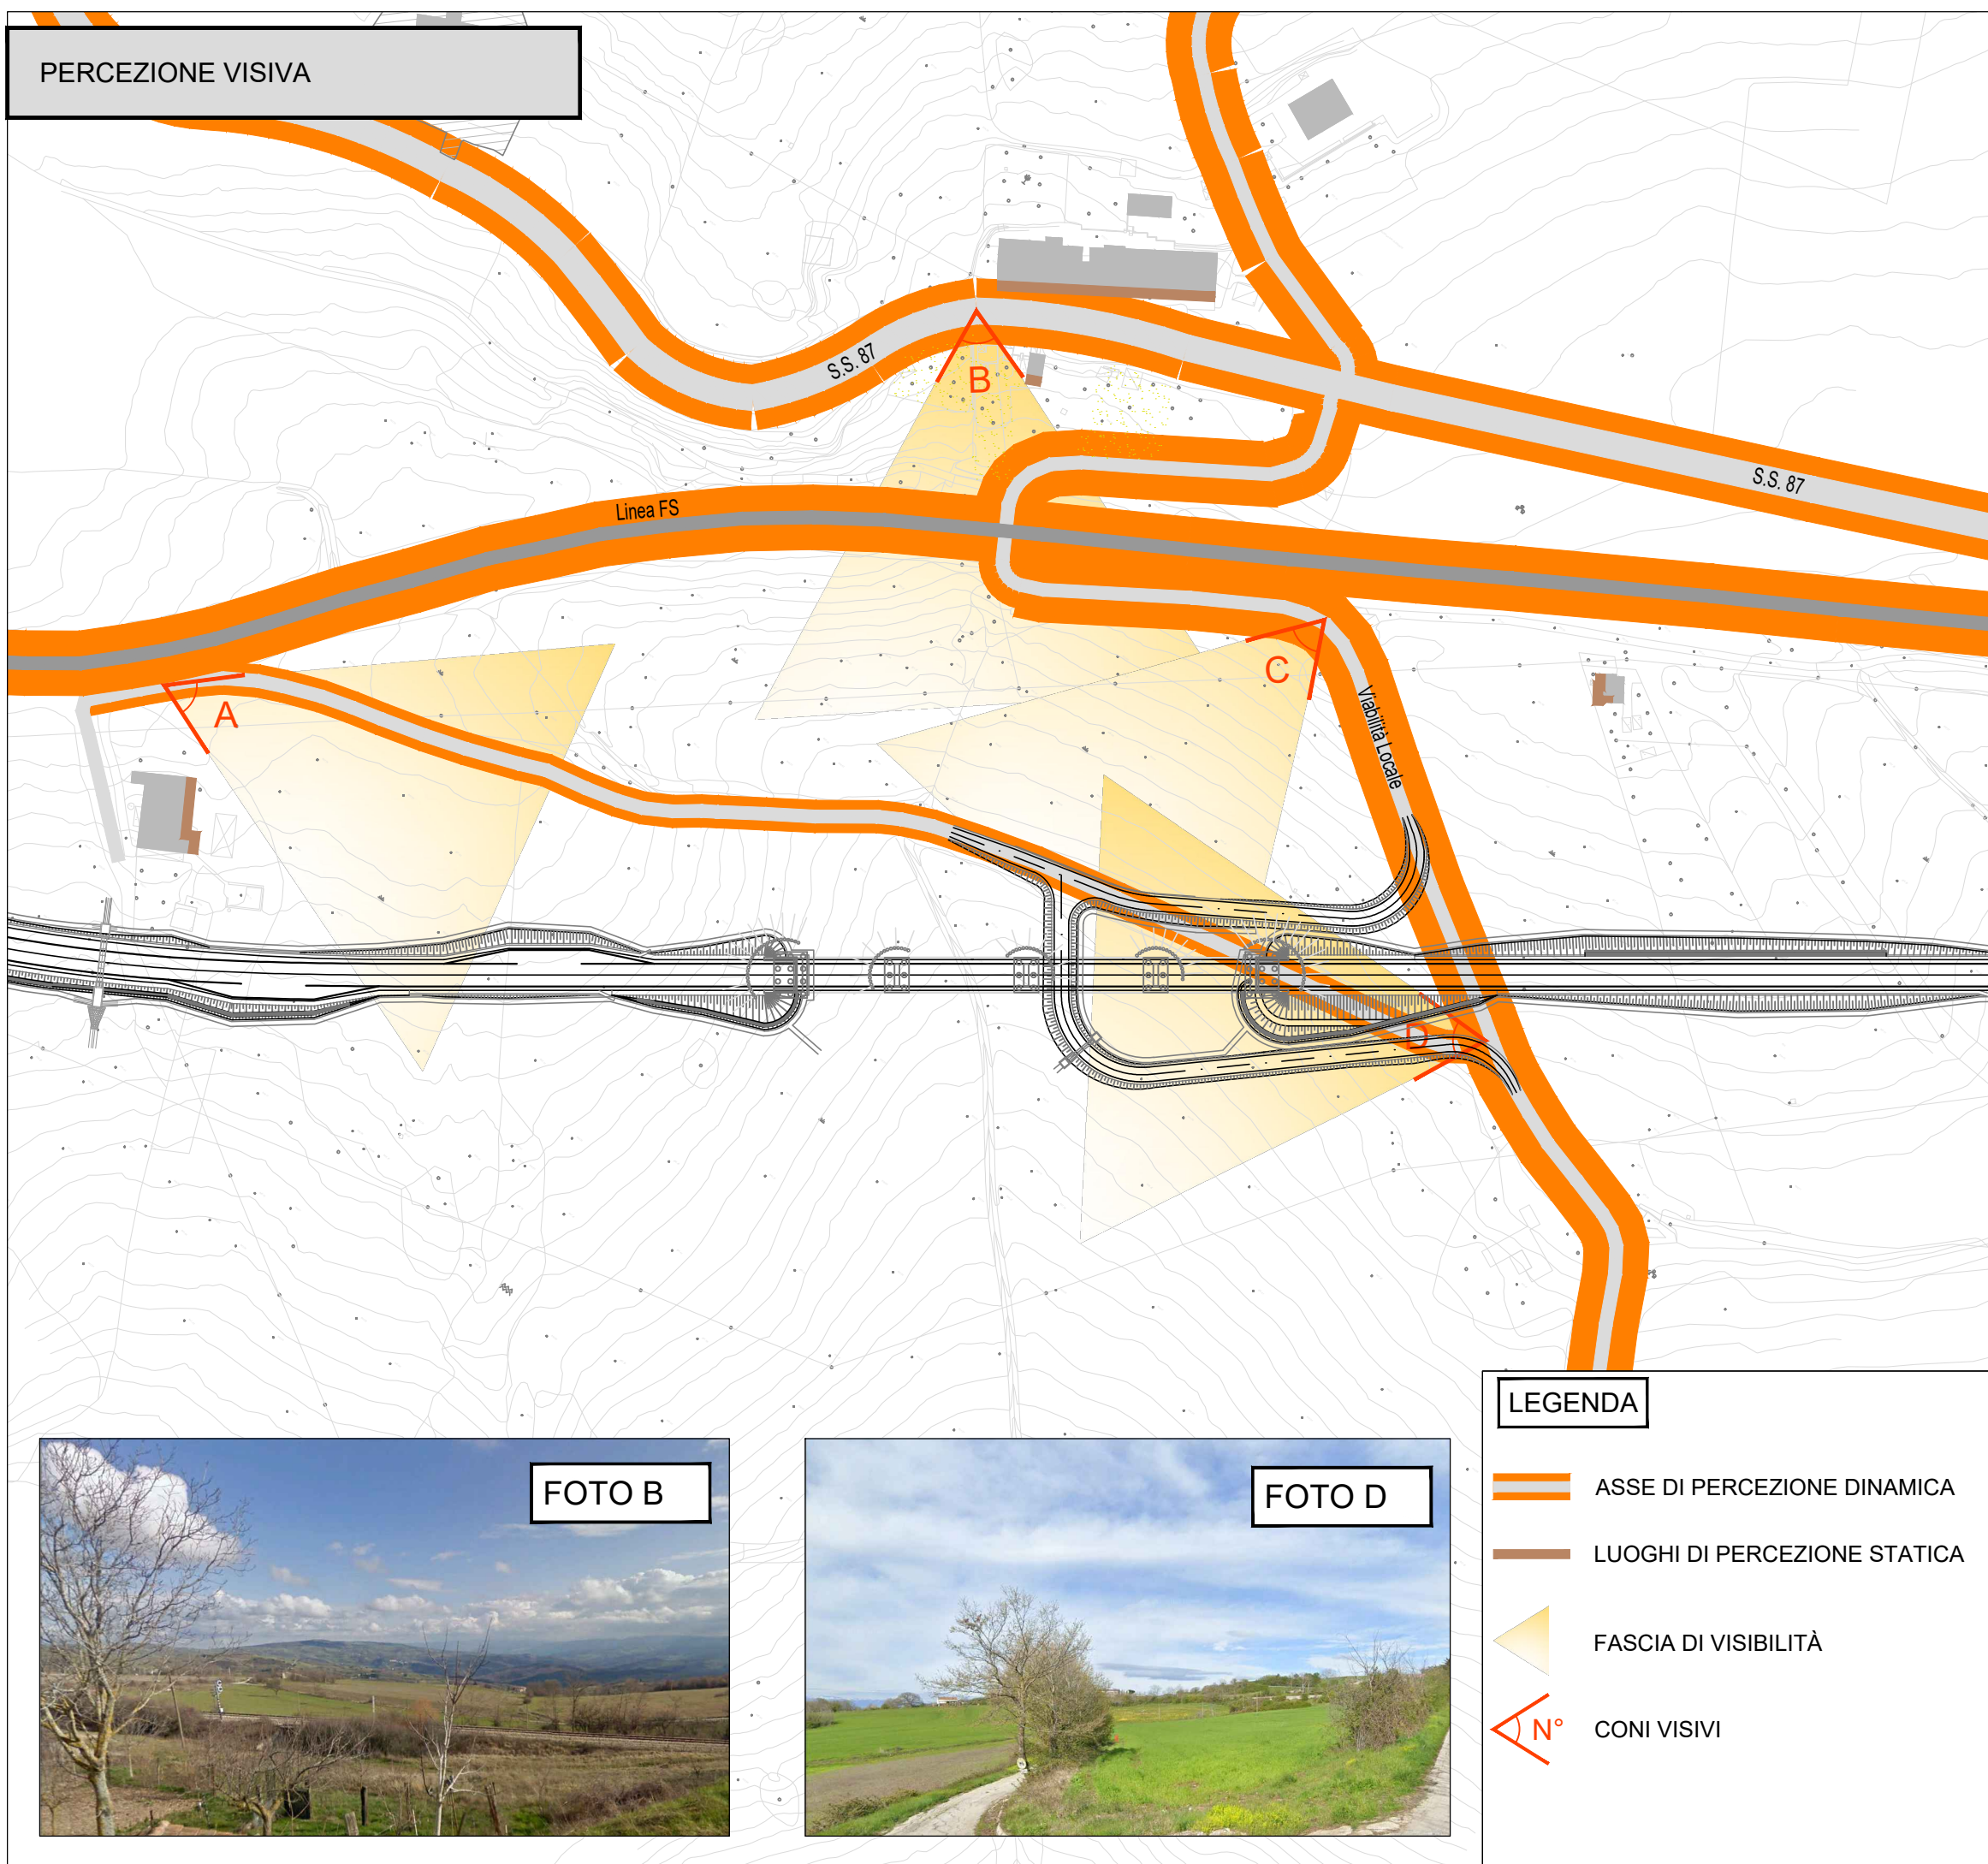 PERCEZIONE VISIVA
S.S. 87
B
S.S. 87
Linea FS
C
A
Viabilità Locale
D
LEGENDA
FOTO B
FOTO D
ASSE DI PERCEZIONE DINAMICA
LUOGHI DI PERCEZIONE STATICA
FASCIA DI VISIBILITÀ
N°
CONI VISIVI